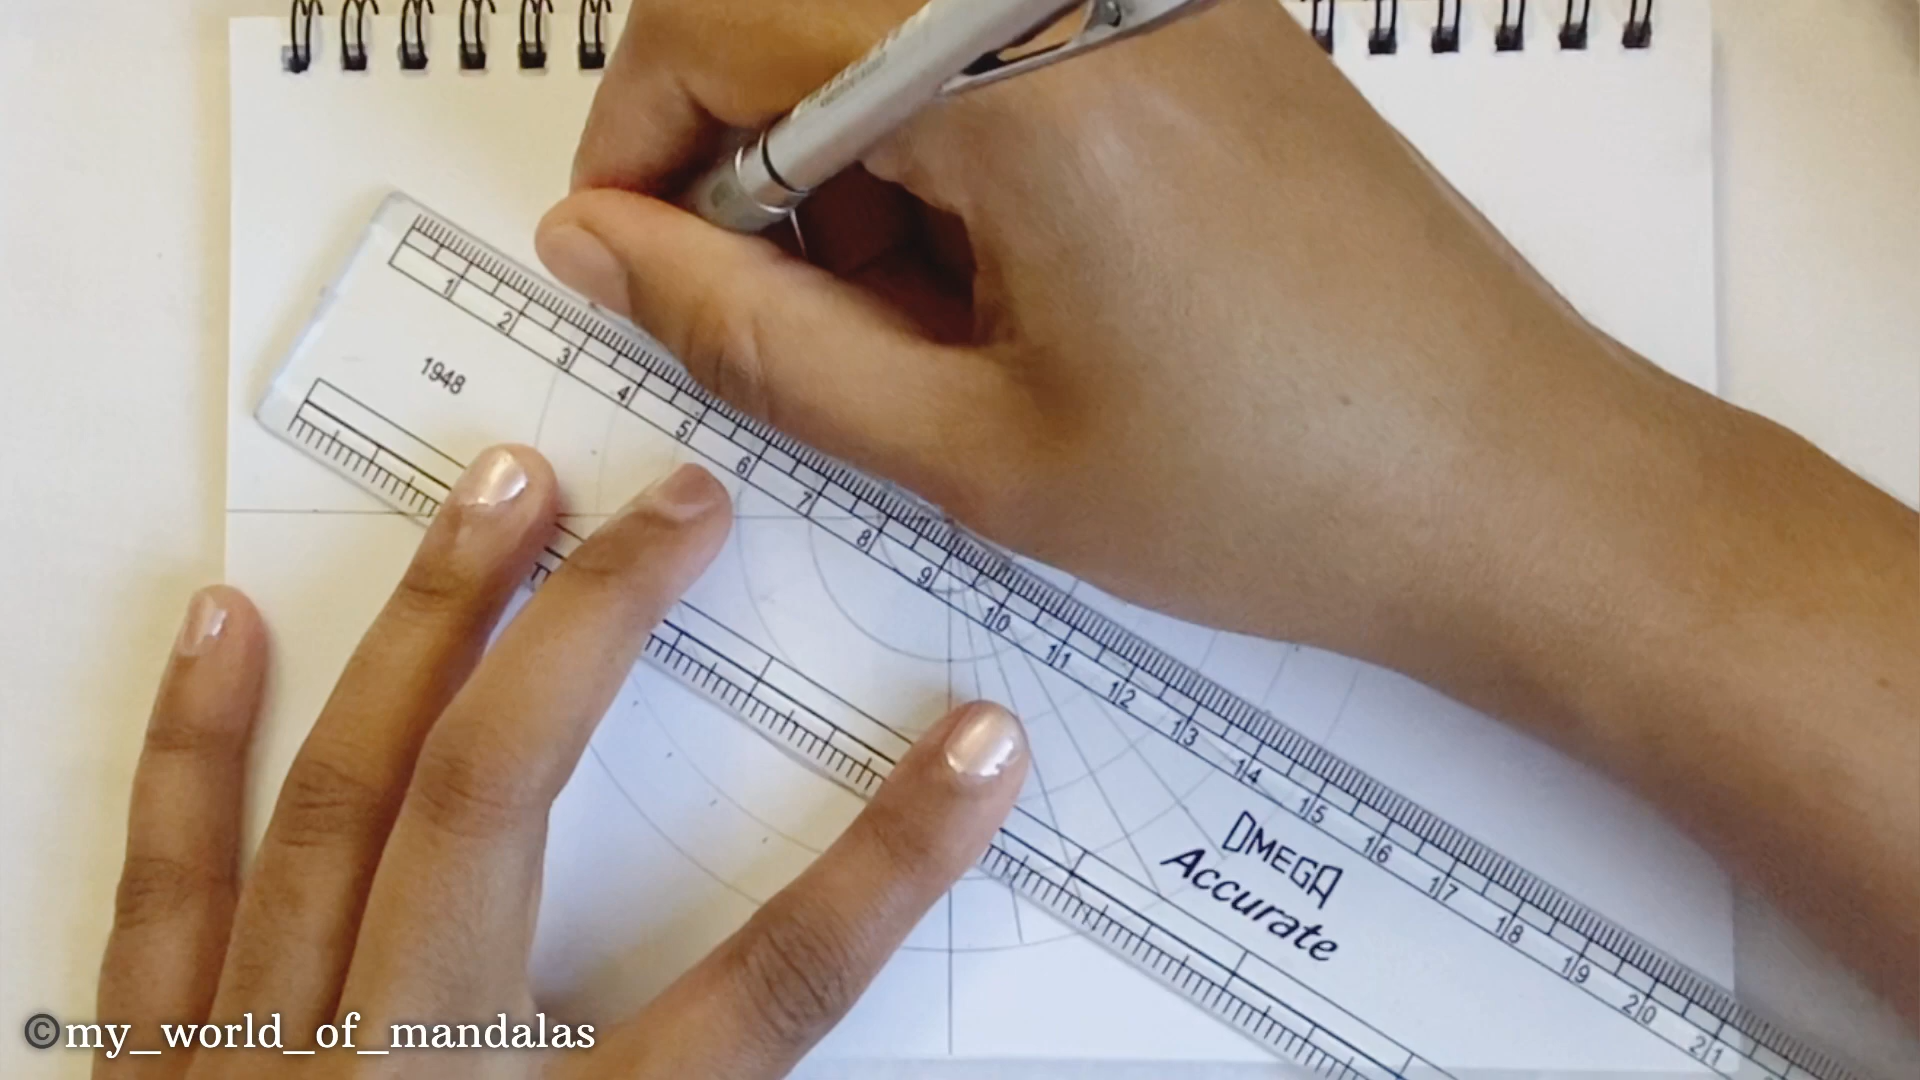 1 2 3 4 5 6 7 8 9 10 11 12 13 14 15 16 17 18 19 20 21
1948
OMEGA
Accurate
©my_world_of_mandalas